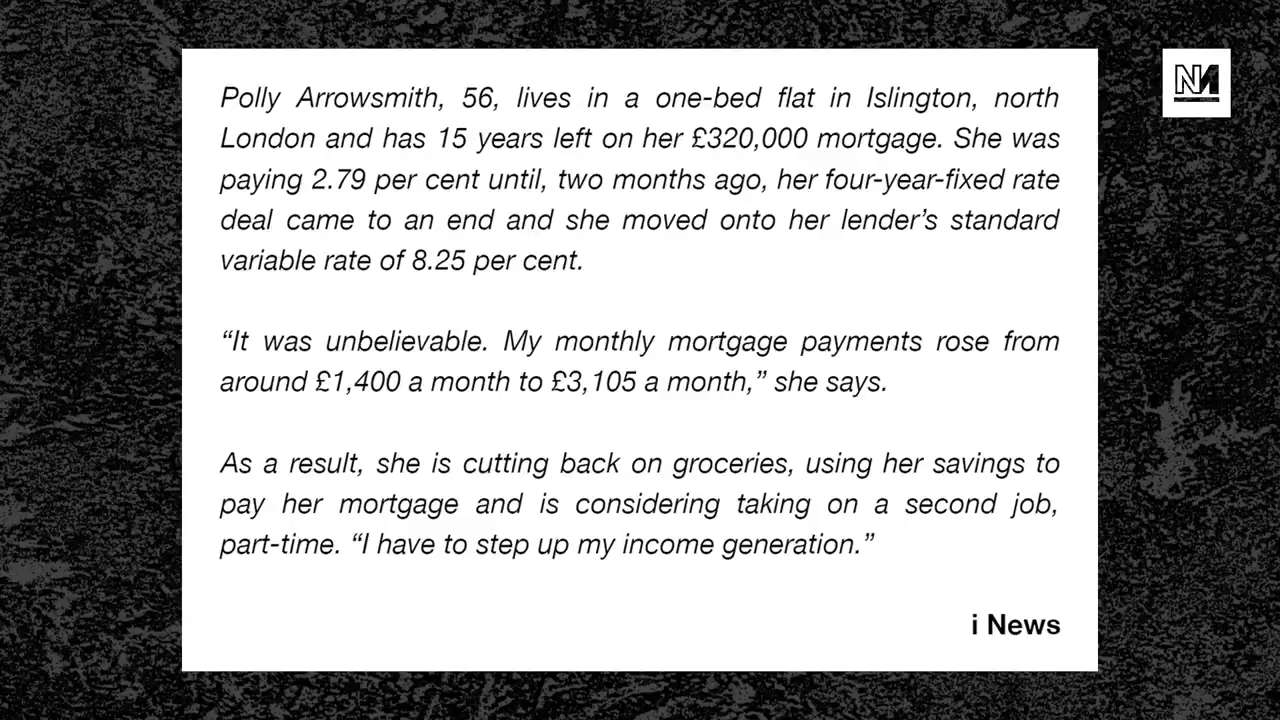 Polly Arrowsmith, 56, lives in a one-bed flat in Islington, north
London and has 15 years left on her £320,000 mortgage. She was
paying 2.79 per cent until, two months ago, her four-year-fixed rate
deal came to an end and she moved onto her lender’s standard
variable rate of 8.25 per cent.
“It was unbelievable. My monthly mortgage payments rose from
around £1,400 a month to £3,105 a month,” she says.
As a result, she is cutting back on groceries, using her savings to
pay her mortgage and is considering taking on a second job,
part-time. “I have to step up my income generation.”
i News